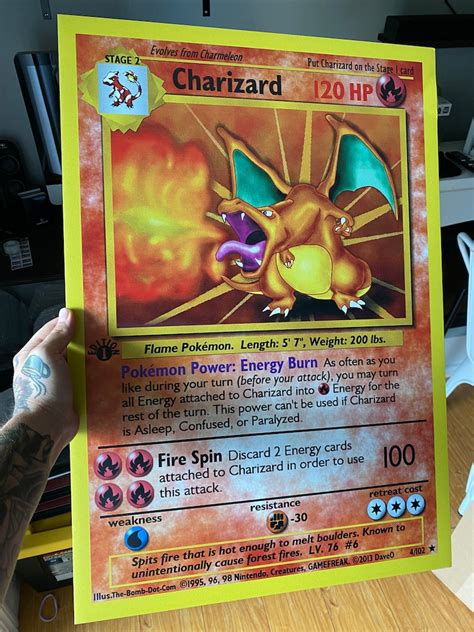 Evolves from Charmeleon
Put Charizard on the Stage 1 card
STAGE 2
Charizard 120 HP
EDITION
1
Flame Pokémon. Length: 5' 7", Weight: 200 lbs.
Pokémon Power: Energy Burn As often as you
like during your turn (before your attack), you may turn
all Energy attached to Charizard into Energy for the
rest of the turn. This power can't be used if Charizard
is Asleep, Confused, or Paralyzed.
Fire Spin Discard 2 Energy cards
attached to Charizard in order to use
this attack.
100
weakness
resistance
-30
retreat cost
Spits fire that is hot enough to melt boulders. Known to
unintentionally cause forest fires. LV. 76 #6
Illus.The-Bomb-Dot-Com ©1995, 96, 98 Nintendo, Creatures, GAMEFREAK. ©2013 DaveO
4/102